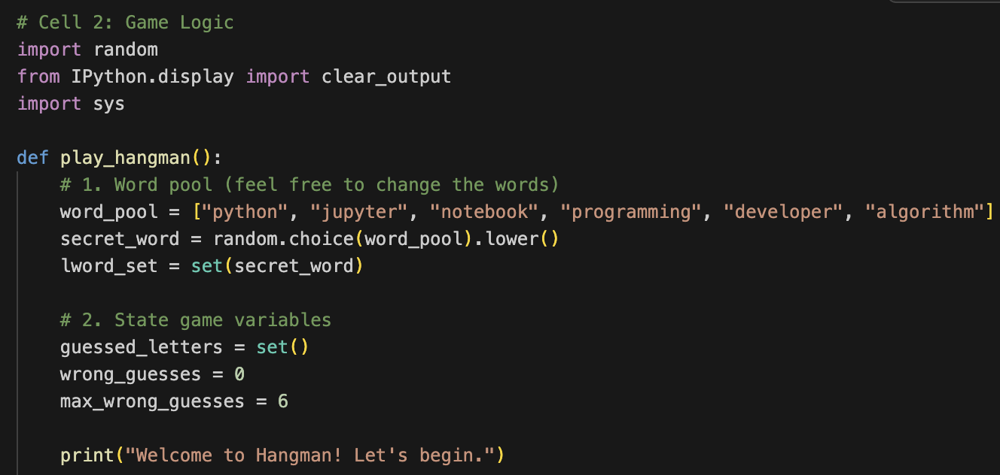 # Cell 2: Game Logic
import random
from IPython.display import clear_output
import sys
def play_hangman():
# 1. Word pool (feel free to change the words)
word_pool = ["python", "jupyter", "notebook", "programming", "developer", "algorithm"]
secret_word = random.choice(word_pool).lower()
lword_set = set(secret_word)
# 2. State game variables
guessed_letters = set()
wrong_guesses = 0
max_wrong_guesses = 6
print("Welcome to Hangman! Let's begin.")